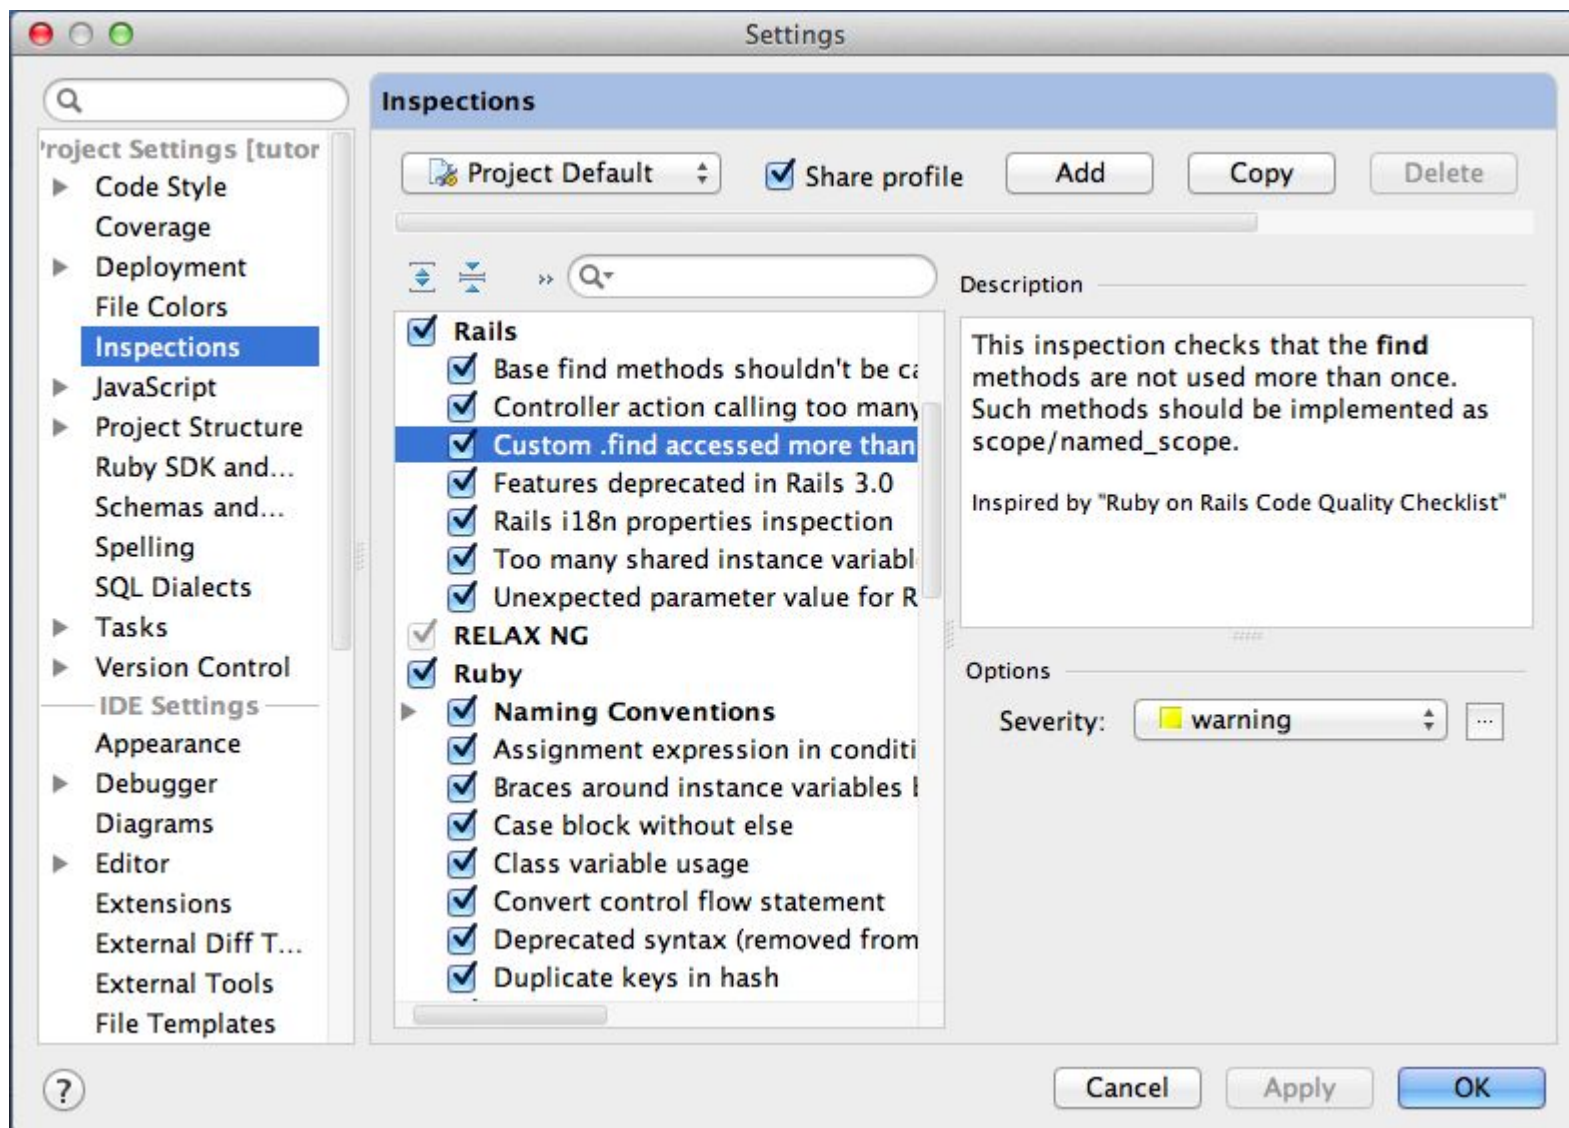 Settings
Project Settings [tutor
Code Style
Coverage
Deployment
File Colors
Inspections
JavaScript
Project Structure
Ruby SDK and...
Schemas and...
Spelling
SQL Dialects
Tasks
Version Control
IDE Settings
Appearance
Debugger
Diagrams
Editor
Extensions
External Diff T...
External Tools
File Templates
Inspections
Project Default
Share profile
Add
Copy
Delete
»
Rails
Base find methods shouldn't be ca
Controller action calling too many
Custom .find accessed more than
Features deprecated in Rails 3.0
Rails i18n properties inspection
Too many shared instance variabl
Unexpected parameter value for R
RELAX NG
Ruby
Naming Conventions
Assignment expression in conditi
Braces around instance variables
Case block without else
Class variable usage
Convert control flow statement
Deprecated syntax (removed from
Duplicate keys in hash
Description
This inspection checks that the find
methods are not used more than once.
Such methods should be implemented as
scope/named_scope.
Inspired by "Ruby on Rails Code Quality Checklist"
Options
Severity:
warning
...
?
Cancel
Apply
OK